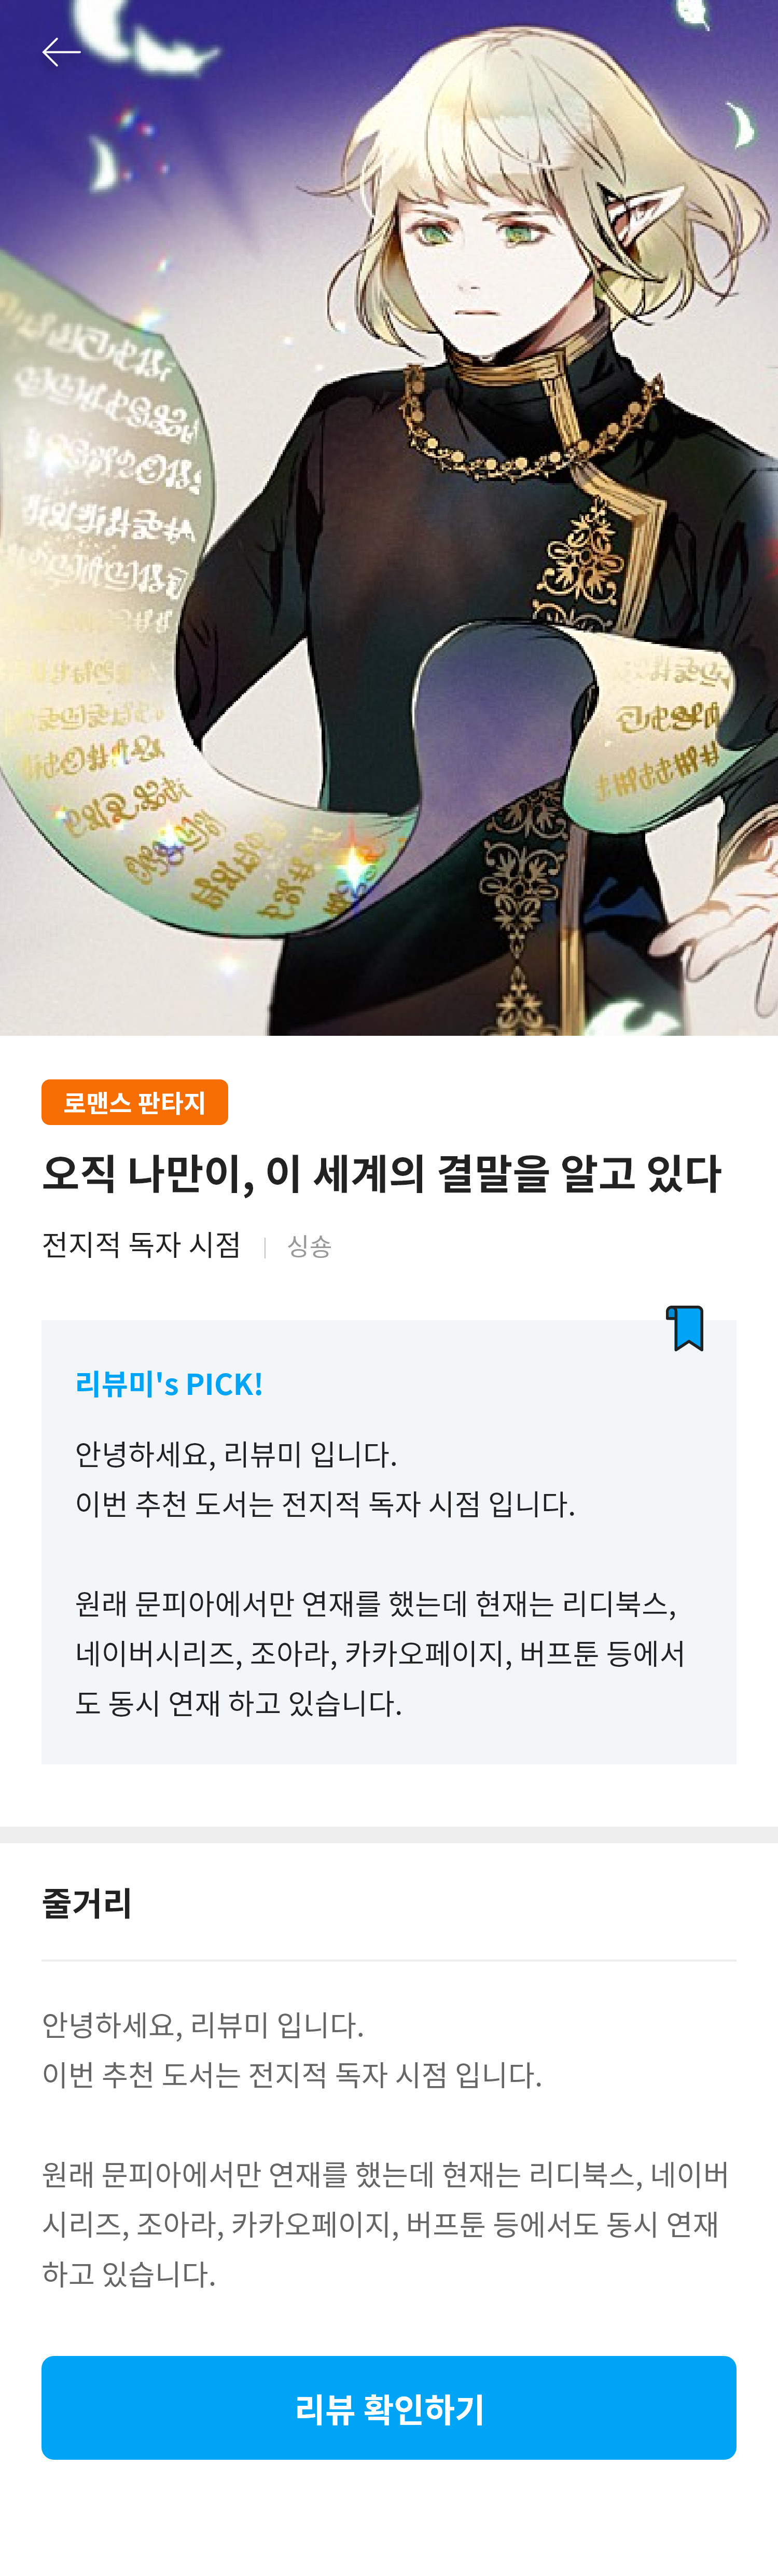 로맨스 판타지
오직 나만이, 이 세계의 결말을 알고 있다
전지적 독자 시점 | 싱숑
리뷰미's PICK!
안녕하세요, 리뷰미 입니다.
이번 추천 도서는 전지적 독자 시점 입니다.
원래 문피아에서만 연재를 했는데 현재는 리디북스,
네이버시리즈, 조아라, 카카오페이지, 버프툰 등에서
도 동시 연재 하고 있습니다.
줄거리
안녕하세요, 리뷰미 입니다.
이번 추천 도서는 전지적 독자 시점 입니다.
원래 문피아에서만 연재를 했는데 현재는 리디북스, 네이버
시리즈, 조아라, 카카오페이지, 버프툰 등에서도 동시 연재
하고 있습니다.
리뷰 확인하기